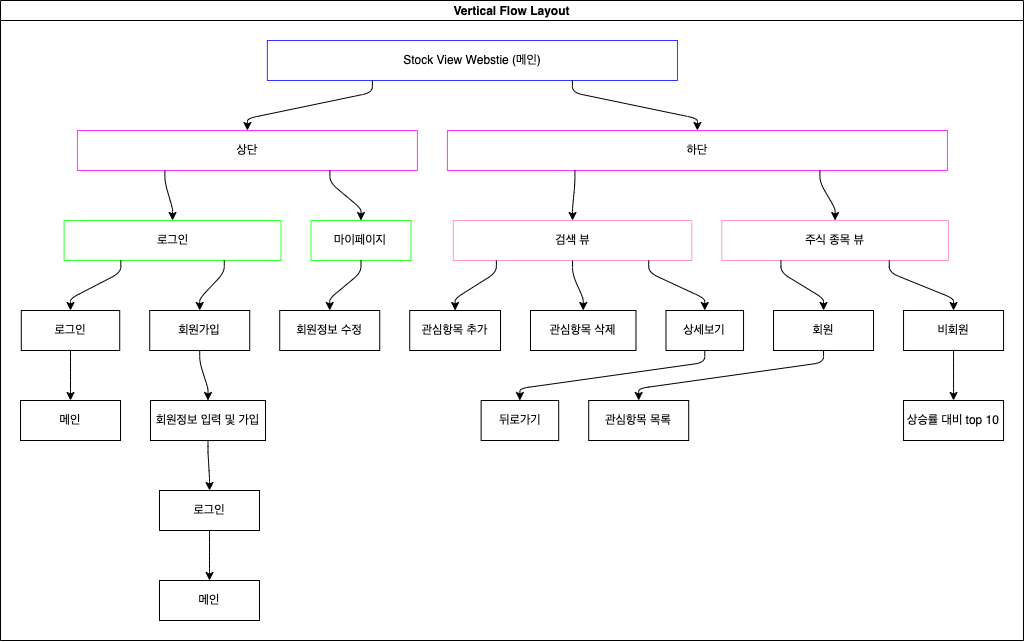 Vertical Flow Layout
Stock View Webstie (메인)
상단
하단
로그인
마이페이지
검색 뷰
주식 종목 뷰
로그인
회원가입
회원정보 수정
관심항목 추가
관심항목 삭제
상세보기
회원
비회원
메인
회원정보 입력 및 가입
뒤로가기
관심항목 목록
상승률 대비 top 10
로그인
메인